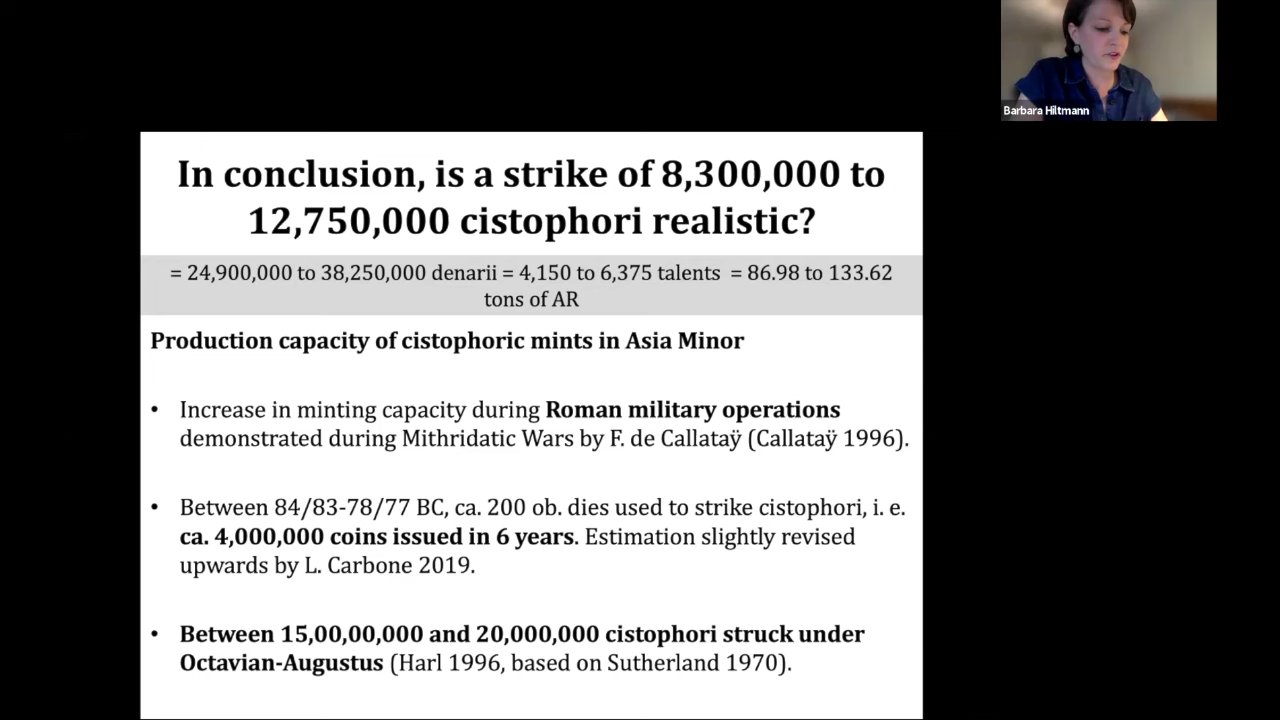 Barbara Hiltmann
In conclusion, is a strike of 8,300,000 to
12,750,000 cistophori realistic?
= 24,900,000 to 38,250,000 denarii = 4,150 to 6,375 talents = 86.98 to 133.62
tons of AR
Production capacity of cistophoric mints in Asia Minor
• Increase in minting capacity during Roman military operations
demonstrated during Mithridatic Wars by F. de Callataÿ (Callataÿ 1996).
• Between 84/83-78/77 BC, ca. 200 ob. dies used to strike cistophori, i. e.
ca. 4,000,000 coins issued in 6 years. Estimation slightly revised
upwards by L. Carbone 2019.
• Between 15,00,00,000 and 20,000,000 cistophori struck under
Octavian-Augustus (Harl 1996, based on Sutherland 1970).